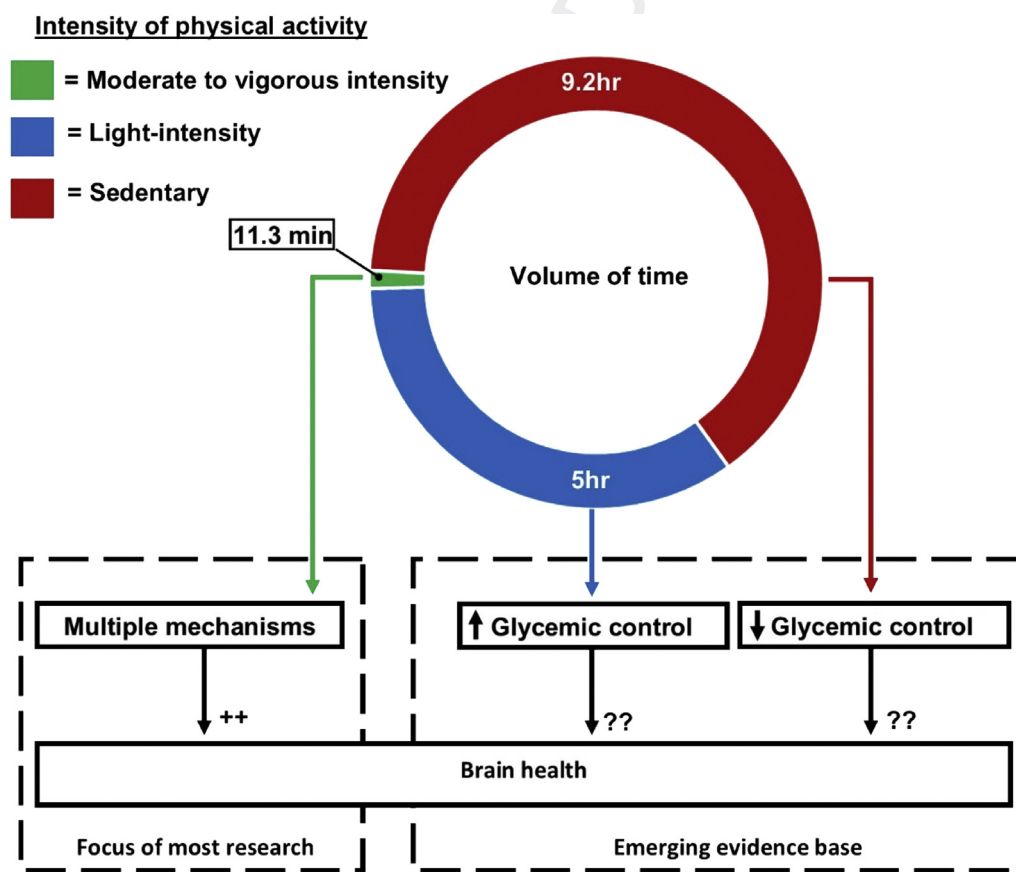 Intensity of physical activity
= Moderate to vigorous intensity
= Light-intensity
= Sedentary
9.2hr
11.3 min
Volume of time
5hr
Multiple mechanisms
↑ Glycemic control
↓ Glycemic control
++
??
??
Brain health
Focus of most research
Emerging evidence base